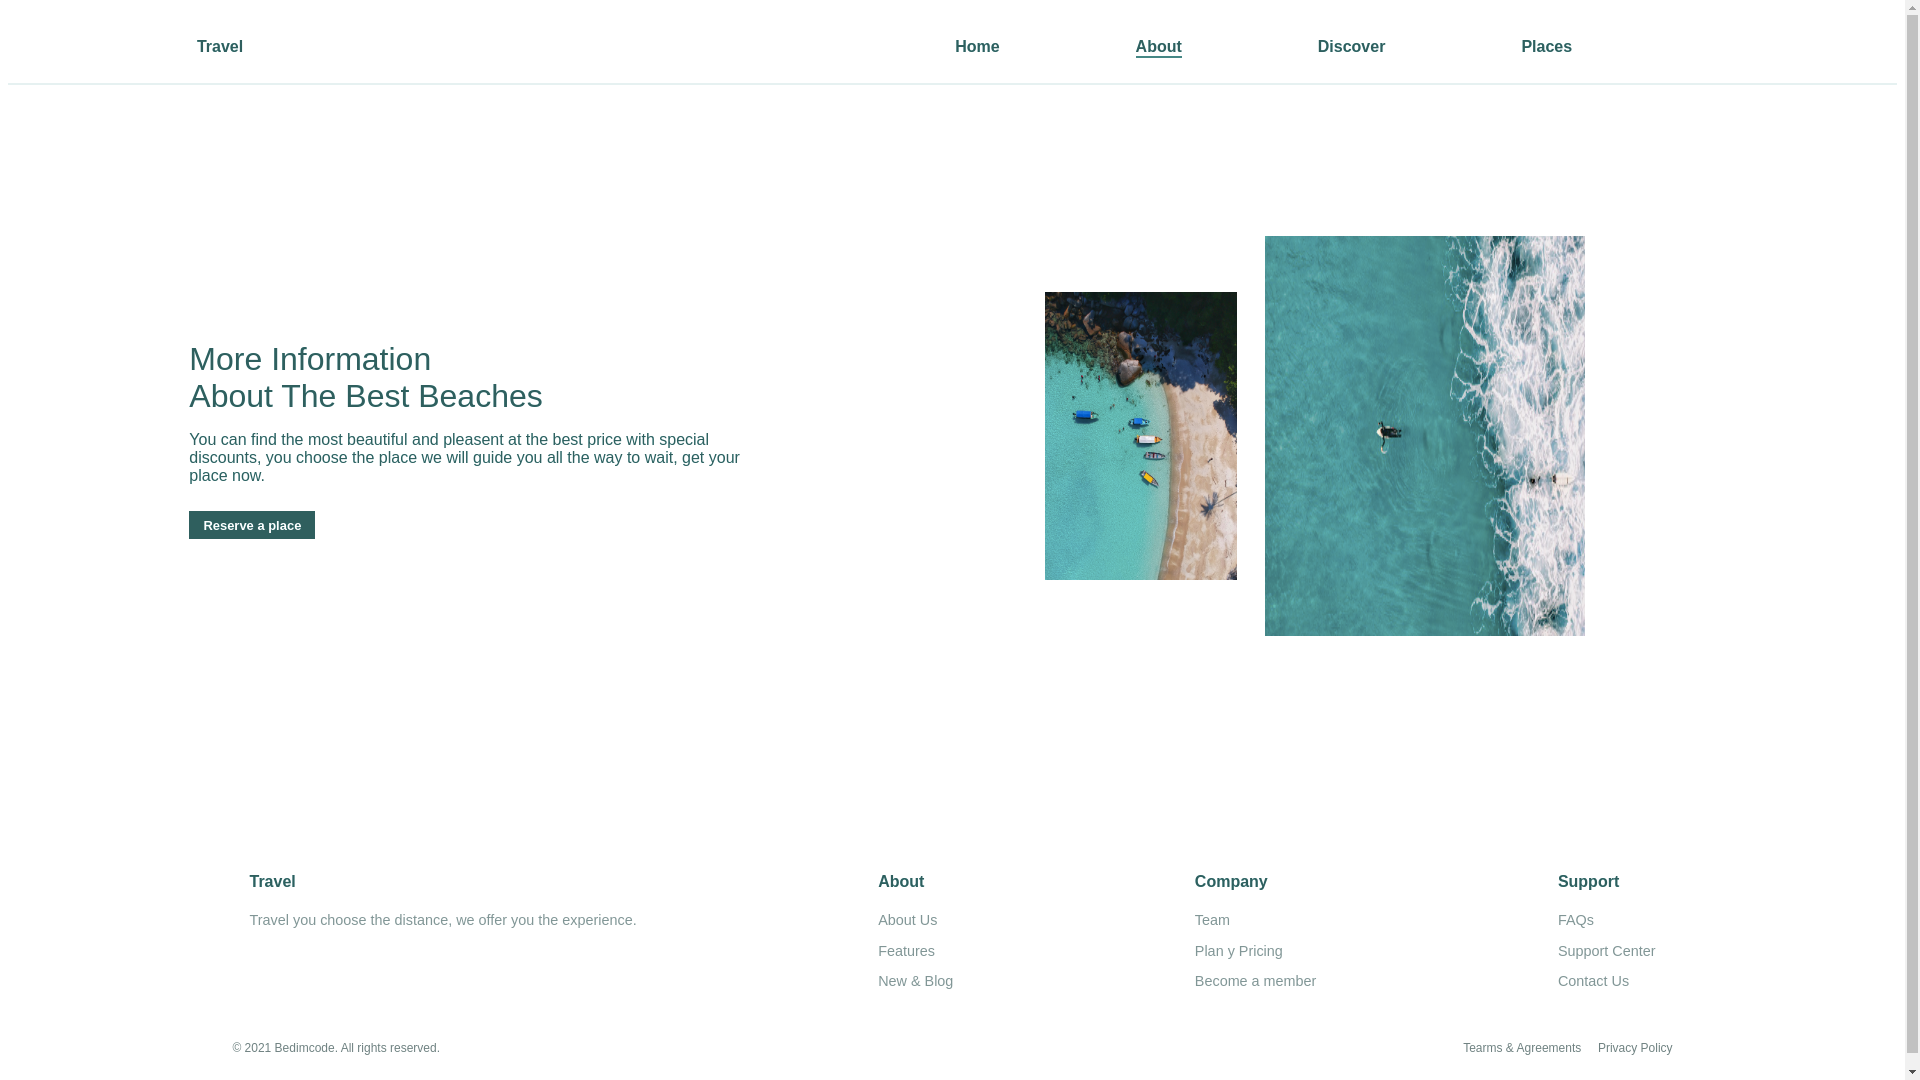 Travel
Home
About
Discover
Places
More Information
About The Best Beaches
You can find the most beautiful and pleasent at the best price with special
discounts, you choose the place we will guide you all the way to wait, get your
place now.
Reserve a place
Travel
Travel you choose the distance, we offer you the experience.
About
About Us
Features
New & Blog
Company
Team
Plan y Pricing
Become a member
Support
FAQs
Support Center
Contact Us
© 2021 Bedimcode. All rights reserved.
Tearms & Agreements
Privacy Policy